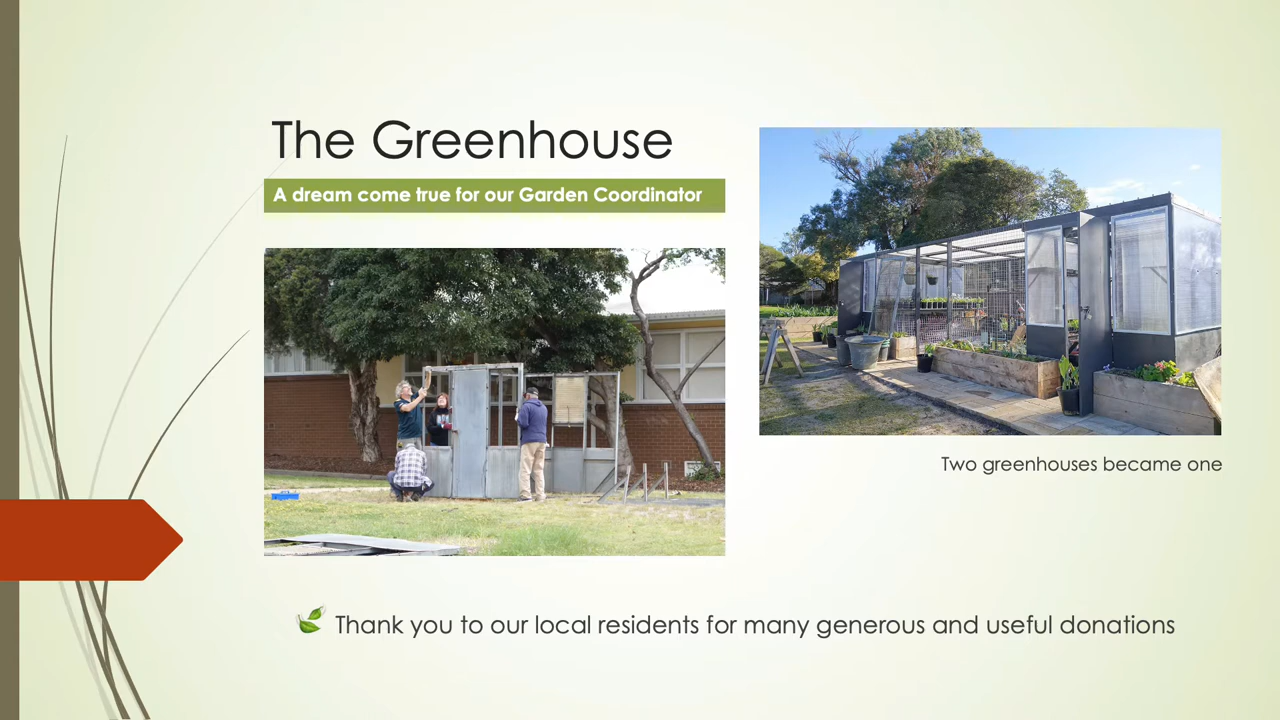 The Greenhouse
A dream come true for our Garden Coordinator
Two greenhouses became one
Thank you to our local residents for many generous and useful donations